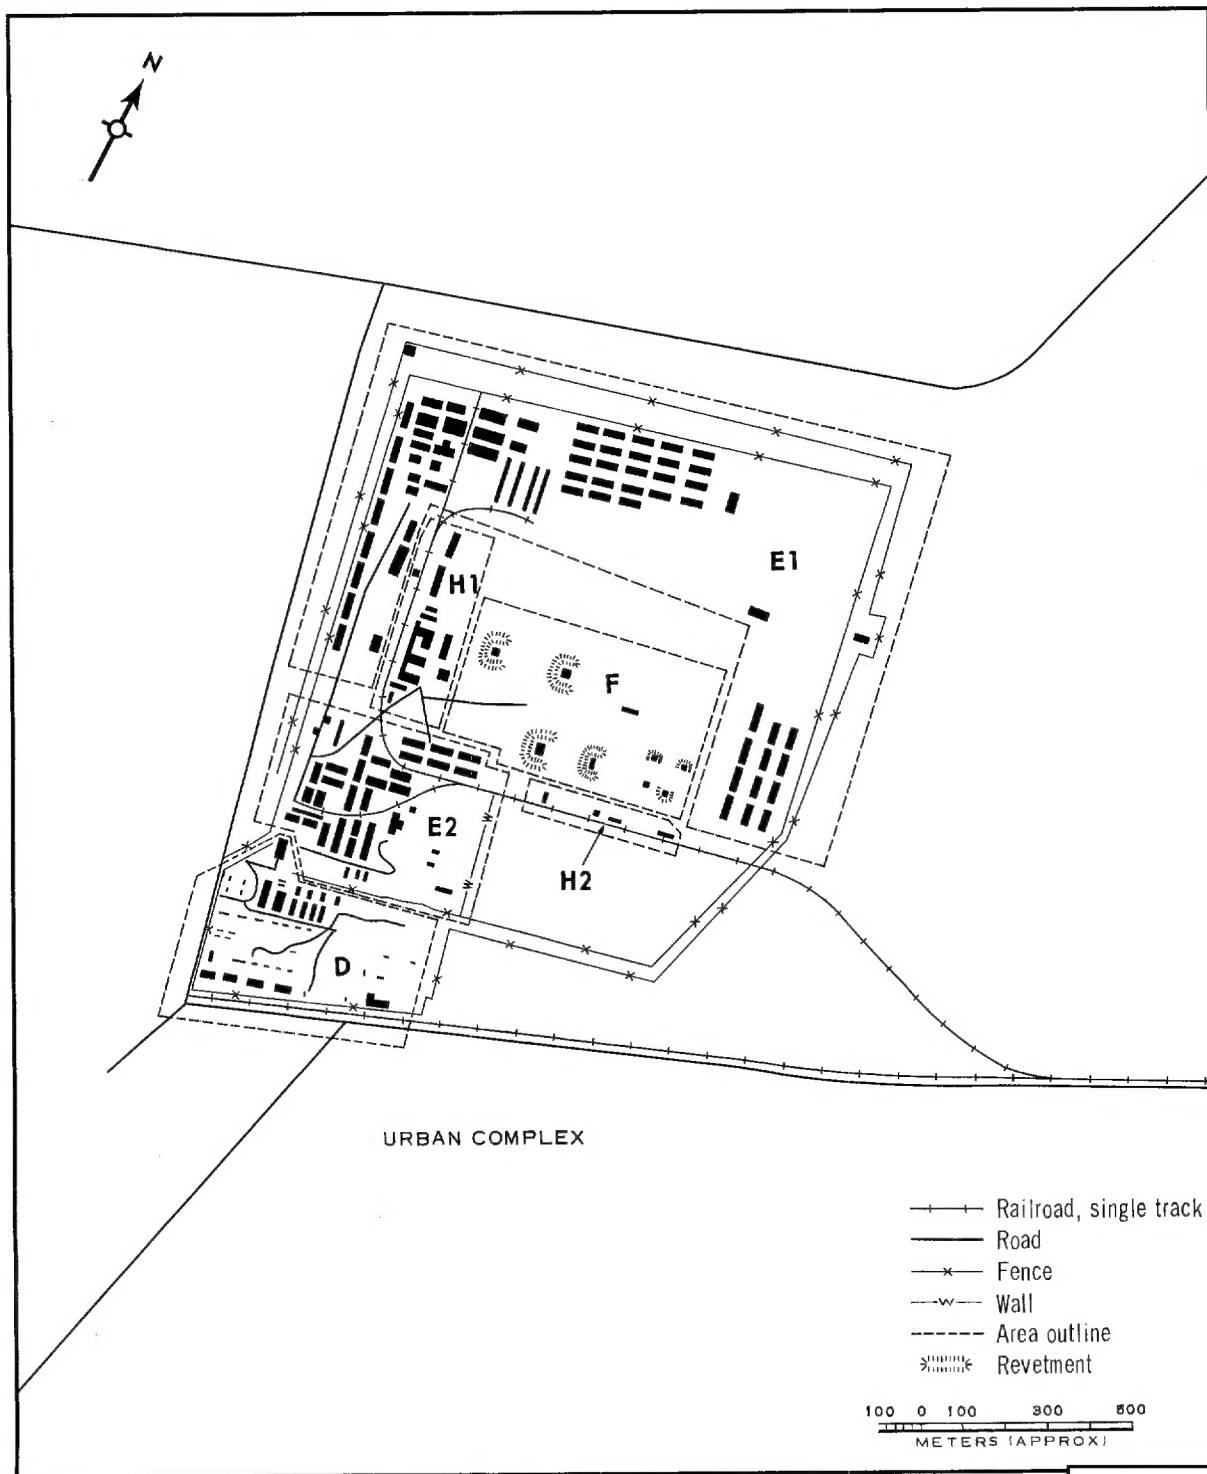 N
E1
H1
F
E2
H2
D
URBAN COMPLEX
Railroad, single track
Road
Fence
W Wall
Area outline
Revetment
100 0 100 300 500
METERS (APPROX)